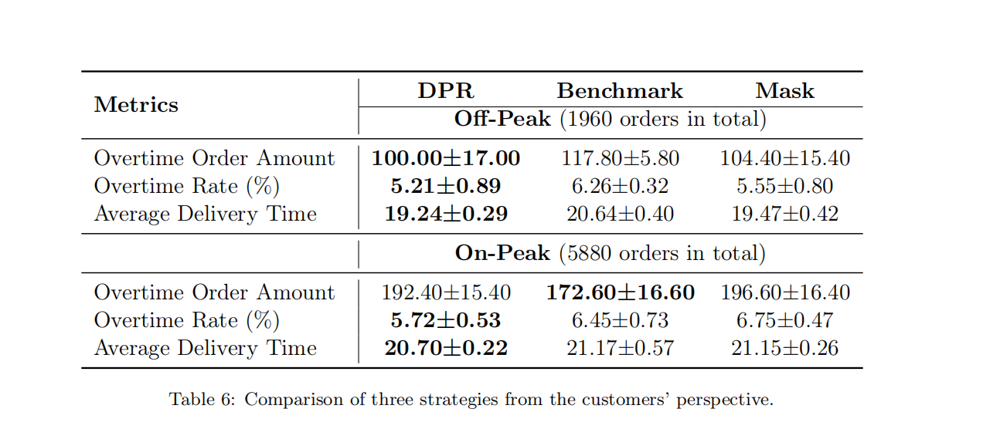 DPR Benchmark Mask
Metrics
Off-Peak (1960 orders in total)
Overtime Order Amount 100.00±17.00 117.80±5.80 104.40±15.40
Overtime Rate (%) 5.21±0.89 6.26±0.32 5.55±0.80
Average Delivery Time 19.24±0.29 20.64±0.40 19.47±0.42
On-Peak (5880 orders in total)
Overtime Order Amount 192.40±15.40 172.60±16.60 196.60±16.40
Overtime Rate (%) 5.72±0.53 6.45±0.73 6.75±0.47
Average Delivery Time 20.70±0.22 21.17±0.57 21.15±0.26
Table 6: Comparison of three strategies from the customers’ perspective.